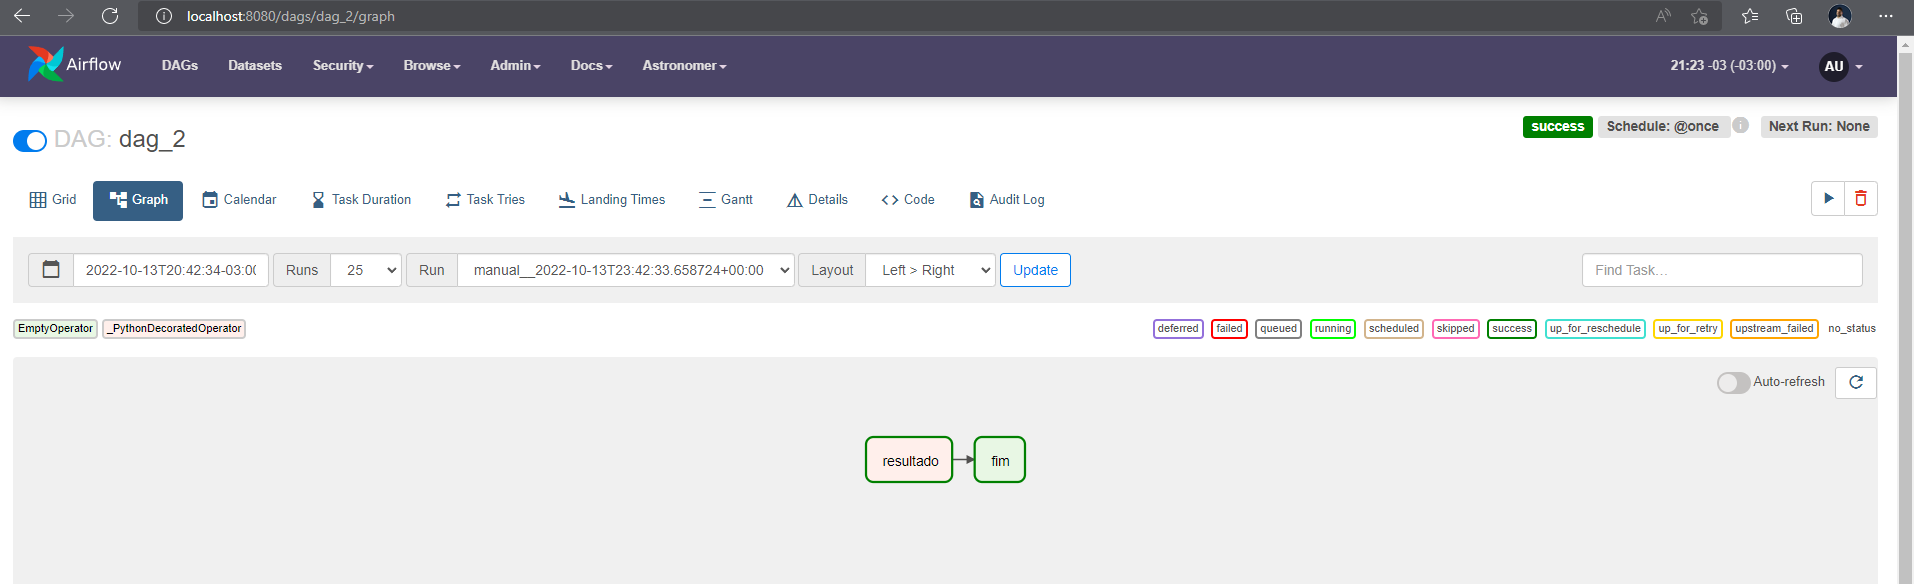 localhost:8080/dags/dag_2/graph
Airflow DAGs Datasets Security Browse Admin Docs Astronomer 21:23 -03 (-03:00) AU
DAG: dag_2 success Schedule: @once i Next Run: None
Grid Graph Calendar Task Duration Task Tries Landing Times Gantt Details Code Audit Log
2022-10-13T20:42:34-03:00 Runs 25 Run manual__2022-10-13T23:42:33.658724+00:00 Layout Left > Right Update Find Task…
EmptyOperator _PythonDecoratedOperator deferred failed queued running scheduled skipped success up_for_reschedule up_for_retry upstream_failed no_status
Auto-refresh
resultado fim